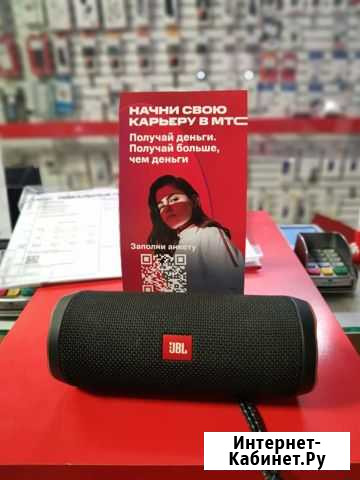 НАЧНИ СВОЮ
КАРЬЕРУ В МТС
Получай деньги.
Получай больше,
чем деньги
Заполни анкету
JBL
Интернет-
Кабинет.Ру